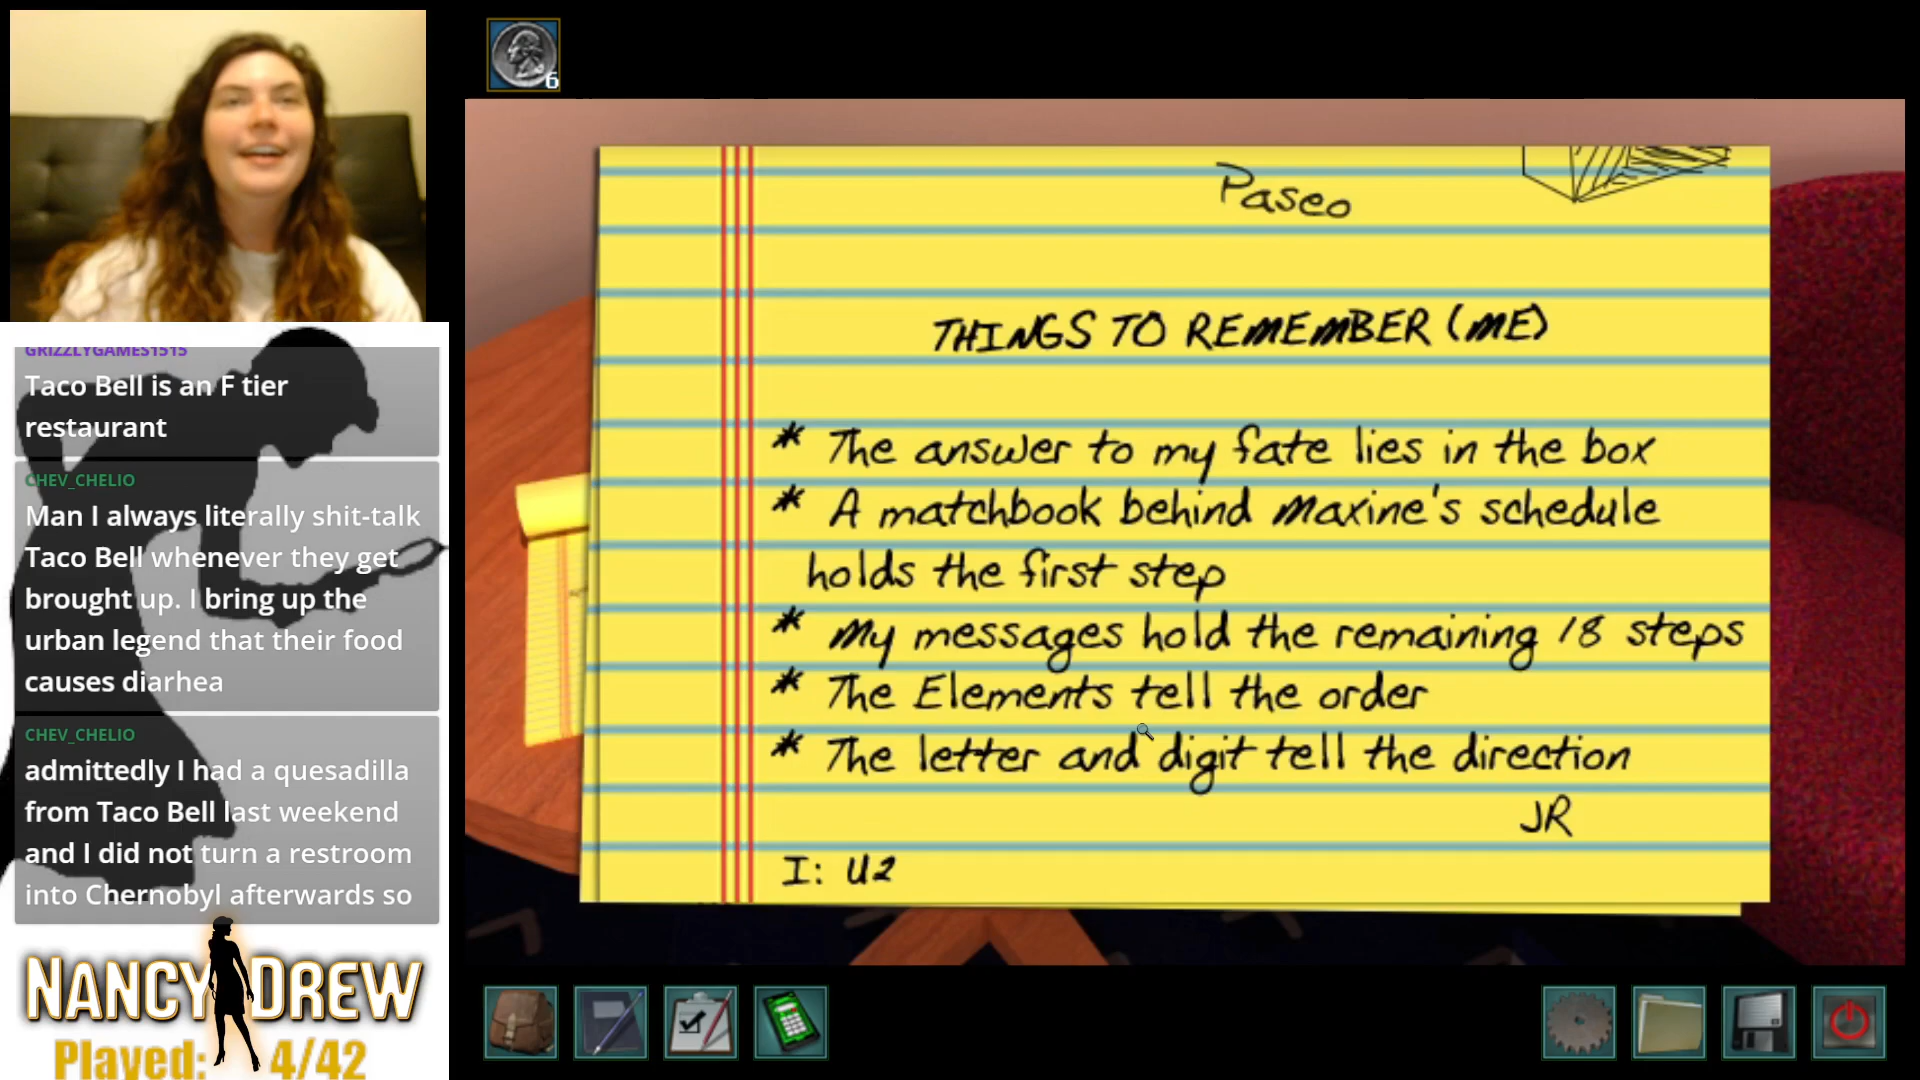 6
Paseo
THINGS TO REMEMBER (ME)
* The answer to my fate lies in the box
* A matchbook behind Maxine's schedule
holds the first step
* My messages hold the remaining 18 steps
* The Elements tell the order
* The letter and digit tell the direction
JR
I: U2
GRIZZLYGAMES1515
Taco Bell is an F tier
restaurant
CHEV_CHELIO
Man I always literally shit-talk
Taco Bell whenever they get
brought up. I bring up the
urban legend that their food
causes diarhea
CHEV_CHELIO
admittedly I had a quesadilla
from Taco Bell last weekend
and I did not turn a restroom
into Chernobyl afterwards so
NANCY DREW
Played: 4/42